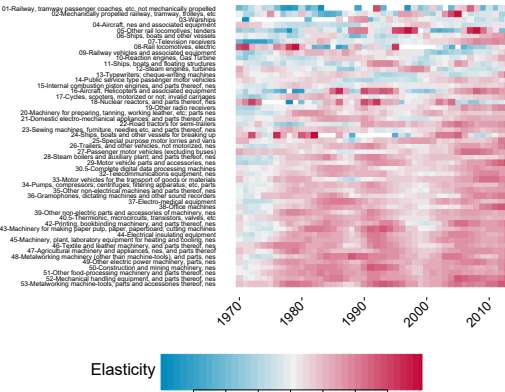 01-Railway, tramway passenger coaches, etc, not mechanically propelled
02-Mechanically propelled railway, tramway, trolleys, etc
03-Warships
04-Aircraft, nes and associated equipment
05-Other rail locomotives; tenders
06-Ships, boats and other vessels
07-Television receivers
08-Rail locomotives, electric
09-Railway vehicles and associated equipment
10-Reaction engines, Gas Turbine
11-Ships, boats and floating structures
12-Steam engines, turbines
13-Typewriters; cheque-writing machines
14-Public service type passenger motor vehicles
15-Internal combustion piston engines, and parts thereof, nes
16-Aircraft, Helicopters and associated equipment
17-Cycles, scooters, motorized or not; invalid carriages
18-Nuclear reactors, and parts thereof, nes
19-Other radio receivers
20-Machinery for preparing, tanning, working leather, etc; parts nes
21-Domestic electro-mechanical appliances; and parts thereof, nes
22-Road tractors for semi-trailers
23-Sewing machines, furniture, needles etc; and parts thereof, nes
24-Ships, boats and other vessels for breaking up
25-Special purpose motor lorries and vans
26-Trailers, and other vehicles, not motorized, nes
27-Passenger motor vehicles (excluding buses)
28-Steam boilers and auxiliary plant; and parts thereof, nes
29-Motor vehicle parts and accessories, nes
30.5-Complete digital data processing machines
32-Telecommunications equipment, nes
33-Motor vehicles for the transport of goods or materials
34-Pumps, compressors; centrifuges; filtering apparatus; etc, parts
35-Other non-electrical machines and parts thereof, nes
36-Gramophones, dictating machines and other sound recorders
37-Electro-medical equipment
38-Office machines
39-Other non-electric parts and accessories of machinery, nes
40.5-Thermionic, microcircuits, transistors, valves, etc
42-Printing, bookbinding machinery, and parts thereof, nes
43-Machinery for making paper pulp, paper, paperboard; cutting machines
44-Electrical insulating equipment
45-Machinery, plant, laboratory equipment for heating and cooling, nes
46-Textile and leather machinery, and parts thereof, nes
47-Agricultural machinery and appliances, nes, and parts thereof
48-Metalworking machinery (other than machine-tools), and parts, nes
49-Other electric power machinery, parts, nes
50-Construction and mining machinery, nes
51-Other food-processing machinery and parts thereof, nes
52-Mechanical handling equipment, and parts thereof, nes
53-Metalworking machine-tools, parts and accessories thereof, nes
1970
1980
1990
2000
2010
Elasticity